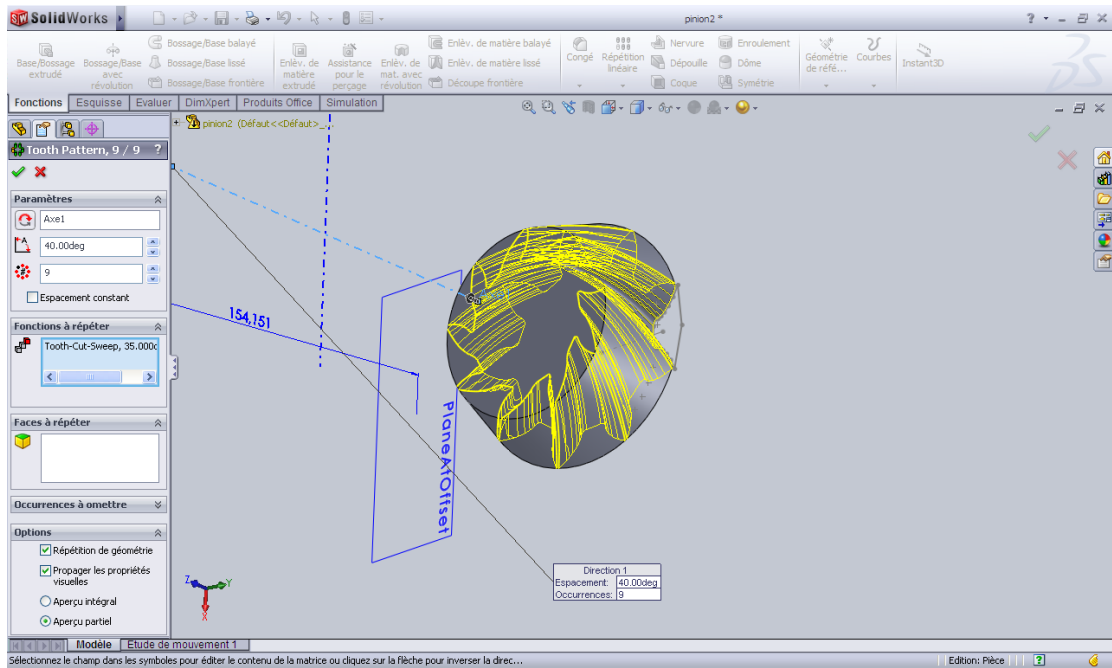 SolidWorks
pinion2 *
Base/Bossage extrudé
Bossage/Base avec révolution
Bossage/Base balayé
Bossage/Base lissé
Bossage/Base frontière
Enlèv. de matière extrudé
Assistance pour le perçage
Enlèv. de mat. avec révolution
Enlèv. de matière balayé
Enlèv. de matière lissé
Découpe frontière
Congé
Répétition linéaire
Nervure
Dépouille
Coque
Enroulement
Dôme
Symétrie
Géométrie de réfé...
Courbes
Instant3D
Fonctions
Esquisse
Evaluer
DimXpert
Produits Office
Simulation
pinion2 (Défaut<<Défaut>_...
Tooth Pattern, 9 / 9 ?
Paramètres
Axe1
40.00deg
9
Espacement constant
Fonctions à répéter
Tooth-Cut-Sweep, 35.000c
Faces à répéter
Occurrences à omettre
Options
Répétition de géométrie
Propager les propriétés
visuelles
Aperçu intégral
Aperçu partiel
154,151
PlaneAtOffset
Z
Y
X
Direction 1
Espacement: 40.00deg
Occurrences: 9
Modèle
Etude de mouvement 1
Sélectionnez le champ dans les symboles pour éditer le contenu de la matrice ou cliquez sur la flèche pour inverser la direc...
Edition: Pièce